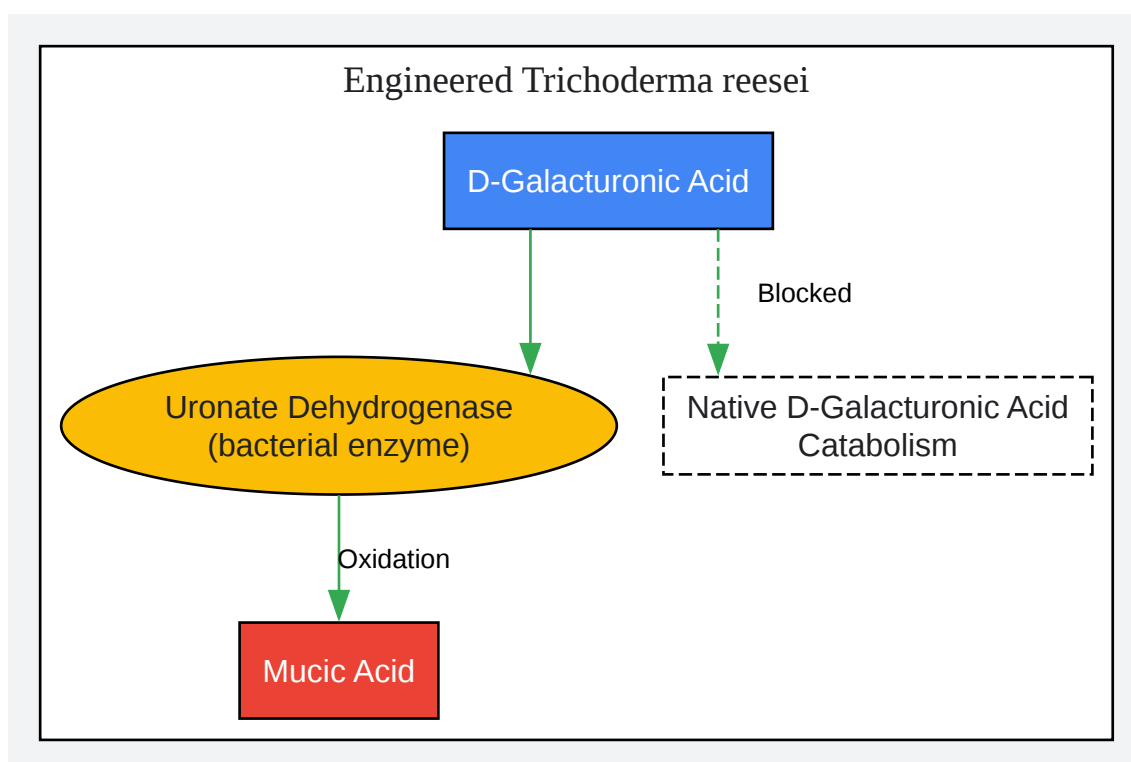 Engineered Trichoderma reesei
D-Galacturonic Acid
Blocked
Uronate Dehydrogenase
(bacterial enzyme)
Native D-Galacturonic Acid
Catabolism
Oxidation
Mucic Acid